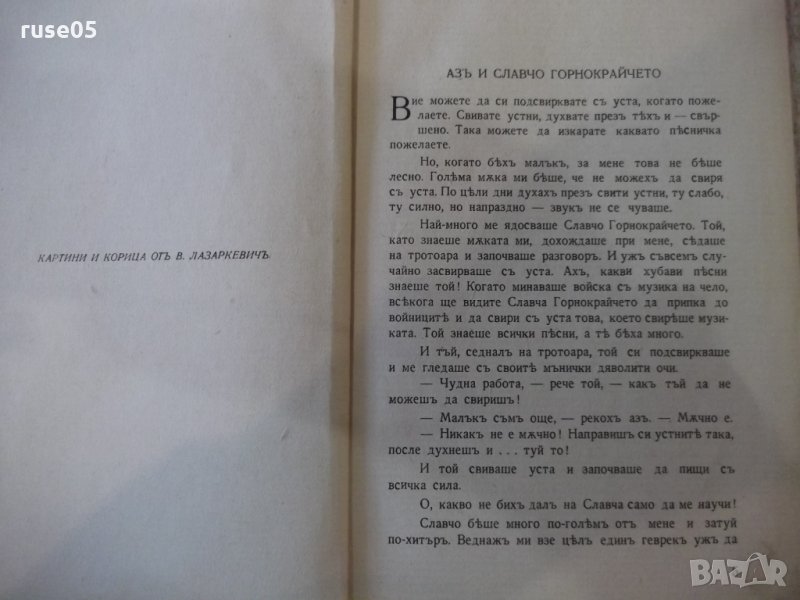 ruse05
КАРТИНИ И КОРИЦА ОТЪ В. ЛАЗАРКЕВИЧЪ
АЗЪ И СЛАВЧО ГОРНОКРАЙЧЕТО
Вие можете да си подсвирквате съ уста, когато поже-
лаете. Свивате устни, духвате презъ тѣхъ и — свър-
шено. Така можете да изкарате каквато пѣсничка
пожелаете.
Но, когато бѣхъ малъкъ, за мене това не бѣше
лесно. Голѣма мѫка ми бѣше, че не можехъ да свиря
съ уста. По цѣли дни духахъ презъ свити устни, ту слабо,
ту силно, но напраздно — звукъ не се чуваше.
Най-много ме ядосваше Славчо Горнокрайчето. Той,
като знаеше мѫката ми, дохождаше при мене, сѣдаше
на тротоара и започваше разговоръ. И ужъ съвсемъ слу-
чайно засвирваше съ уста. Ахъ, какви хубави пѣсни
знаеше той! Когато минаваше войска съ музика на чело,
всѣкога ще видите Славча Горнокрайчето да припка до
войниците и да свири съ уста това, което свирѣше музи-
ката. Той знаеше всички пѣсни, а тѣ бѣха много.
И тъй, седналъ на тротоара, той си подсвиркваше
и ме гледаше съ своитѣ мънички дяволити очи.
— Чудна работа, — рече той, — какъ тъй да не
можешъ да свиришъ!
— Малъкъ съмъ още, — рекохъ азъ. — Мѫчно е.
— Никакъ не е мѫчно! Направишъ си устнитѣ така,
после духнешъ и . . . туй то!
И той свиваше уста и започваше да пищи съ
всичка сила.
О, какво не бихъ далъ на Славча само да ме научи!
Славчо бѣше много по-голѣмъ отъ мене и затуй
по-хитъръ. Веднажъ ми взе цѣлъ единъ геврекъ ужъ да
BAZAR